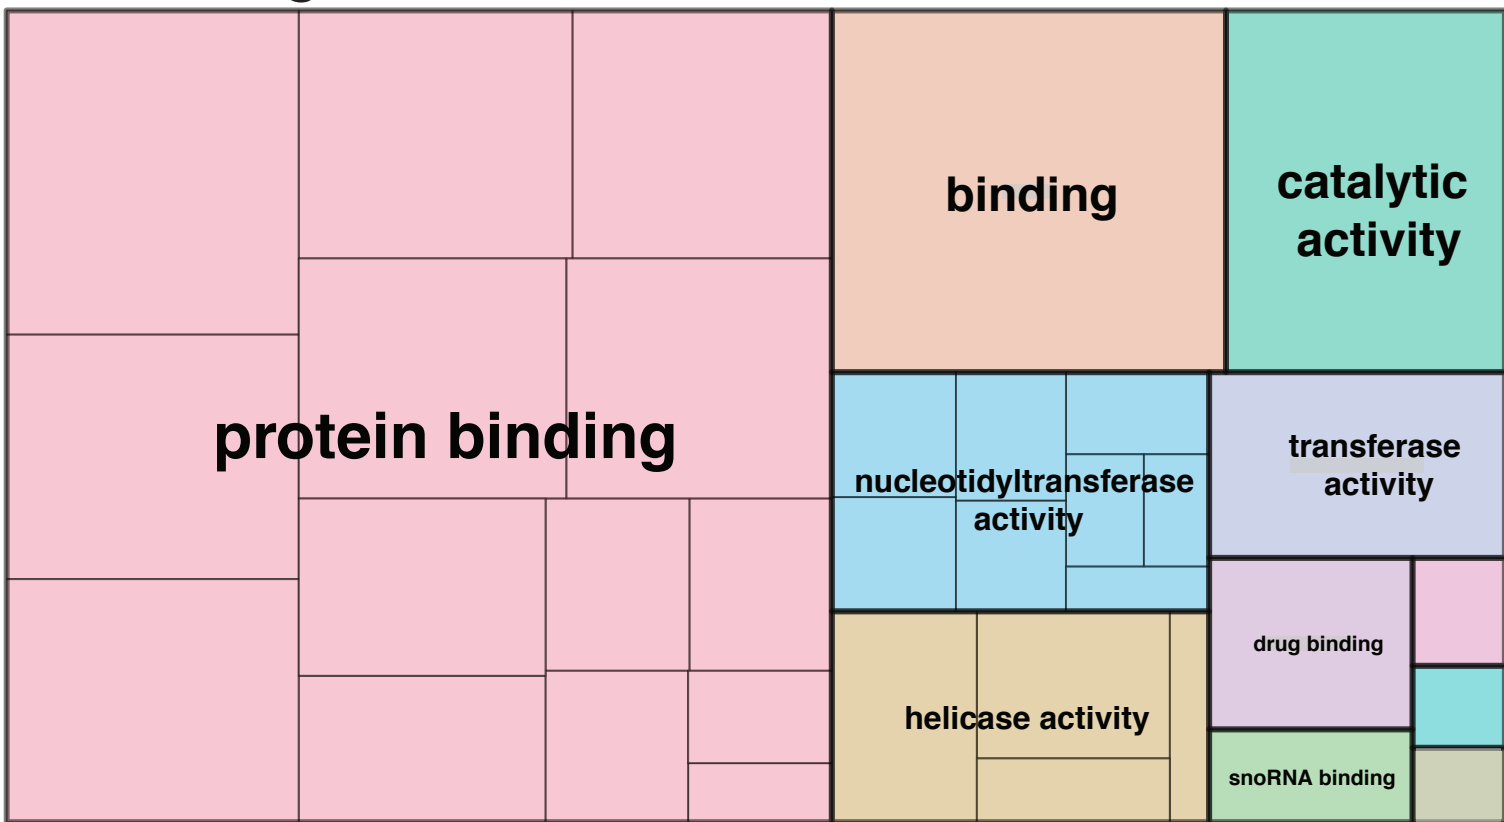 binding
catalytic
activity
protein binding
nucleotidyltransferase
activity
transferase
activity
drug binding
helicase activity
snoRNA binding